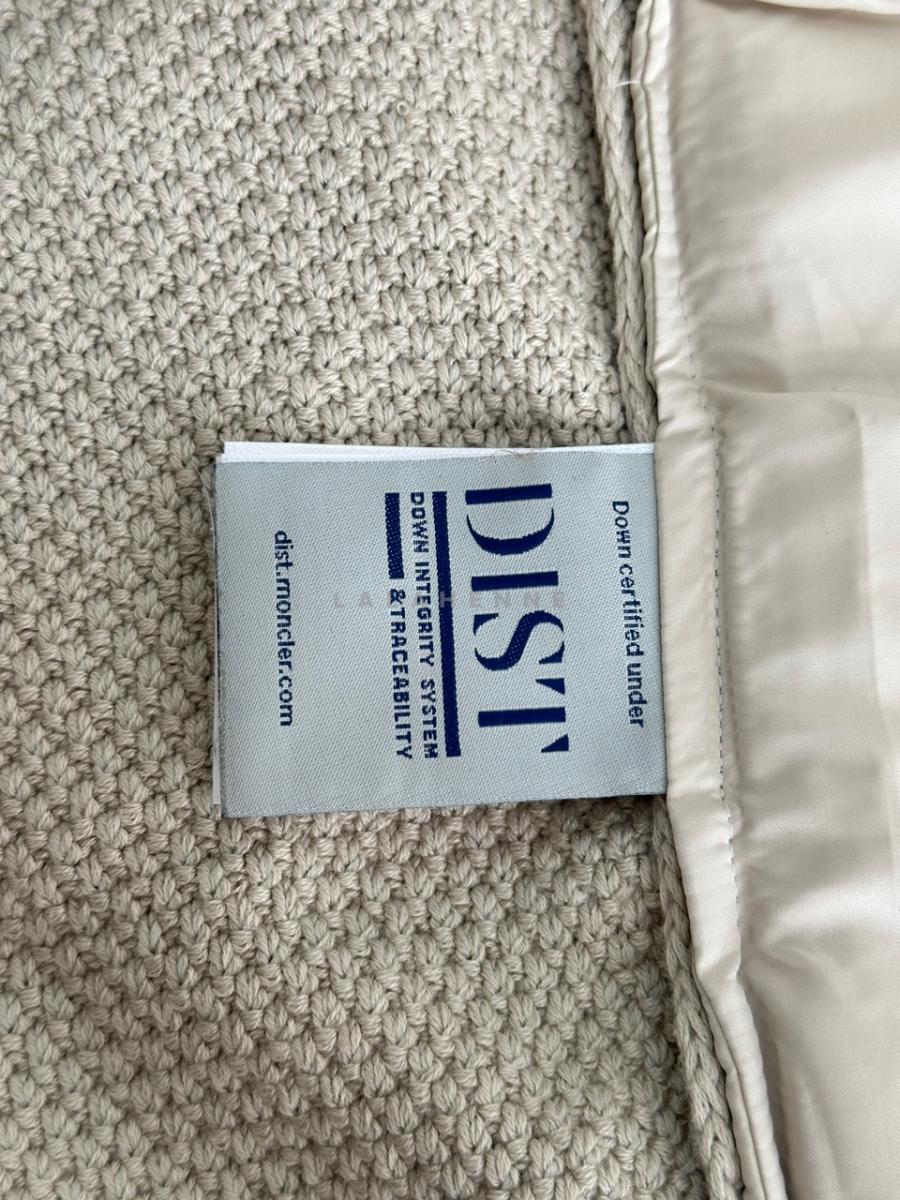 Down certified under
DIST
DOWN INTEGRITY SYSTEM
& TRACEABILITY
dist.moncler.com